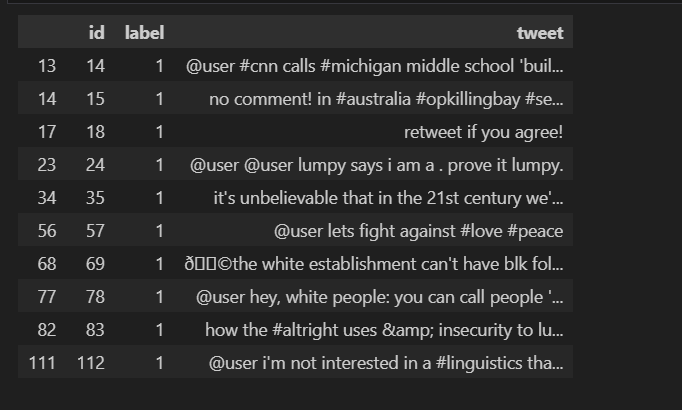 id label tweet
13 14 1 @user #cnn calls #michigan middle school 'buil...
14 15 1 no comment! in #australia #opkillingbay #se...
17 18 1 retweet if you agree!
23 24 1 @user @user lumpy says i am a . prove it lumpy.
34 35 1 it's unbelievable that in the 21st century we'...
56 57 1 @user lets fight against #love #peace
68 69 1 ð▯▯©the white establishment can't have blk fol...
77 78 1 @user hey, white people: you can call people '...
82 83 1 how the #altright uses &amp; insecurity to lu...
111 112 1 @user i'm not interested in a #linguistics tha...